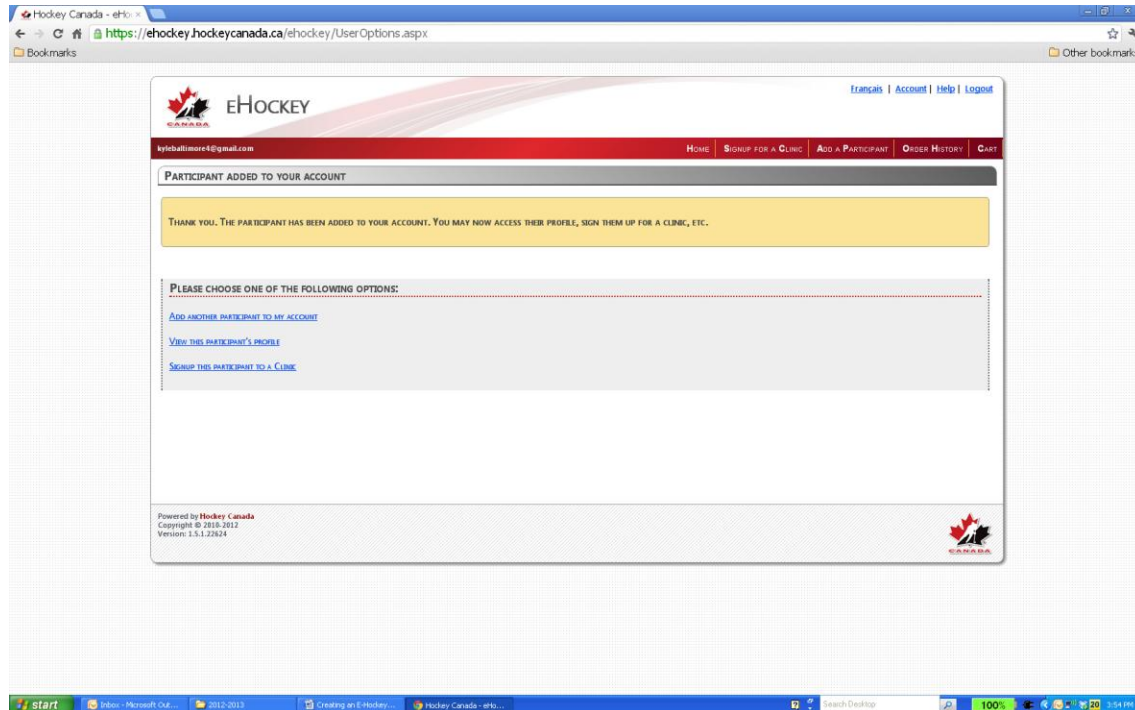 Hockey Canada - eHo
https://ehockey.hockeycanada.ca/ehockey/UserOptions.aspx
Bookmarks
Other bookmark
CANADA
eHockey
Français | Account | Help | Logout
kylebaltimore4@gmail.com
Home | Signup for a Clinic | Add a Participant | Order History | Cart
Participant added to your account
Thank you. The participant has been added to your account. You may now access their profile, sign them up for a clinic, etc.
Please choose one of the following options:
Add another participant to my account
View this participant's profile
Signup this participant to a Clinic
Powered by Hockey Canada
Copyright © 2010-2012
Version: 1.5.1.22624
CANADA
start
Inbox - Microsoft Out...
2012-2013
Creating an E-Hockey...
Hockey Canada - eHo...
Search Desktop
100%
20
3:54 PM